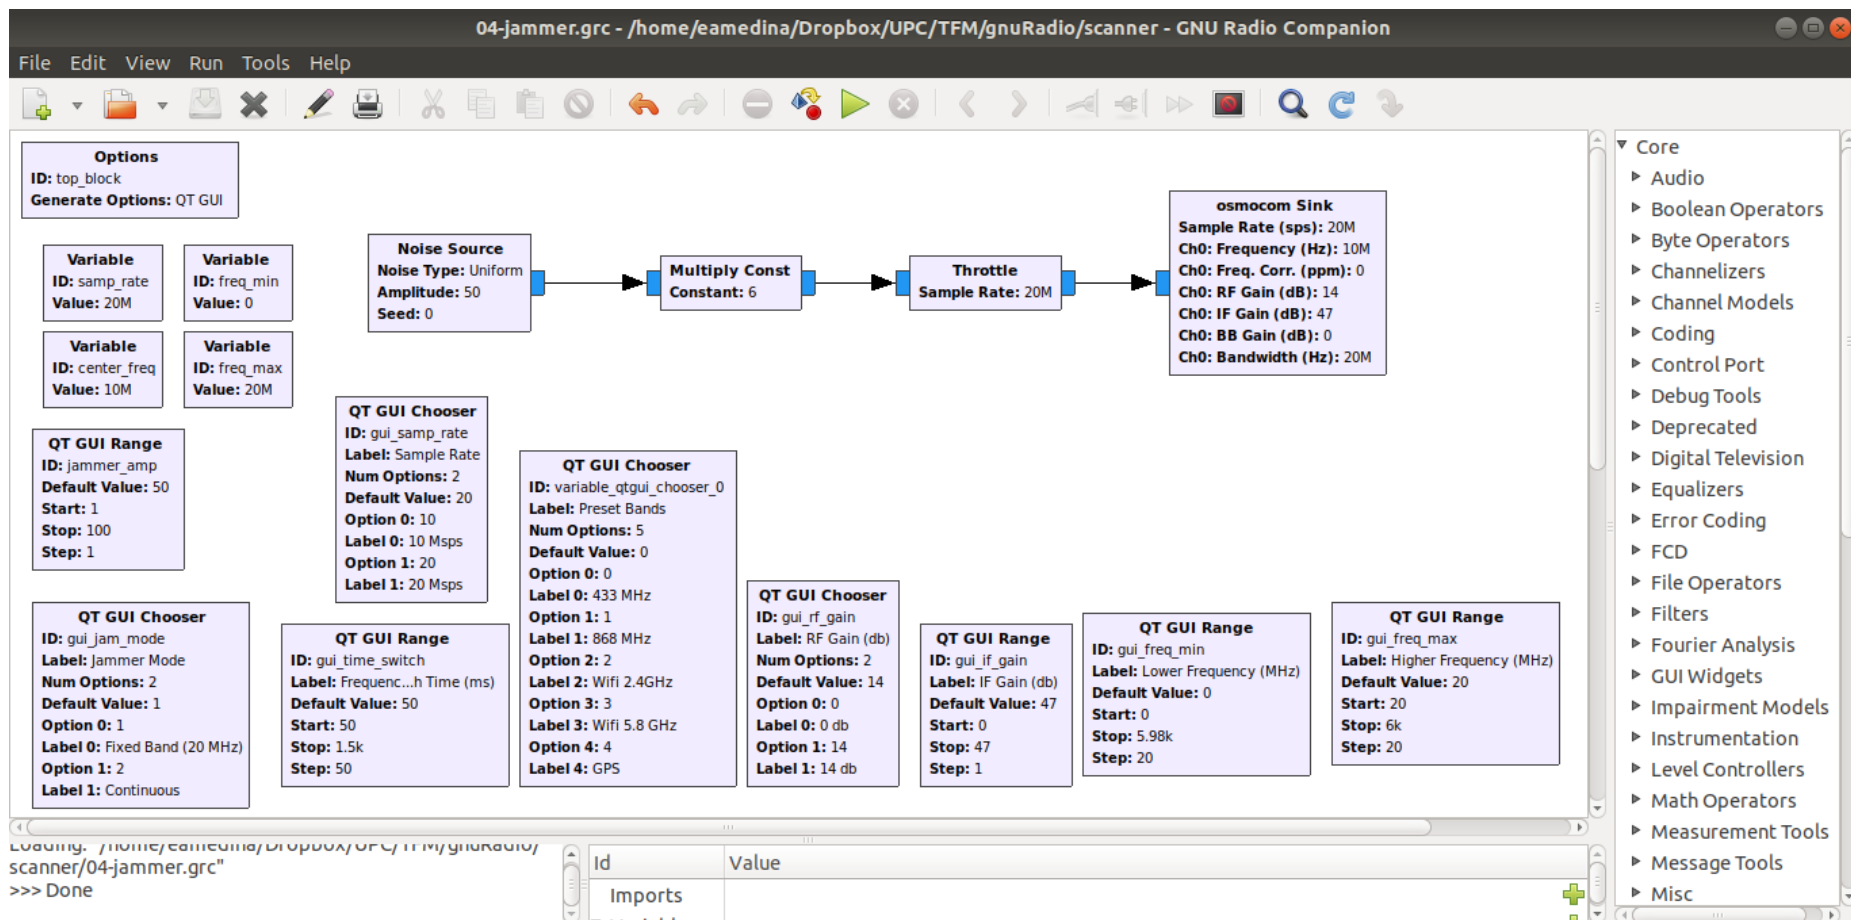 04-jammer.grc - /home/eamedina/Dropbox/UPC/TFM/gnuRadio/scanner - GNU Radio Companion
File Edit View Run Tools Help
Options
ID: top_block
Generate Options: QT GUI
Variable
ID: samp_rate
Value: 20M
Variable
ID: freq_min
Value: 0
Variable
ID: center_freq
Value: 10M
Variable
ID: freq_max
Value: 20M
Noise Source
Noise Type: Uniform
Amplitude: 50
Seed: 0
Multiply Const
Constant: 6
Throttle
Sample Rate: 20M
osmocom Sink
Sample Rate (sps): 20M
Ch0: Frequency (Hz): 10M
Ch0: Freq. Corr. (ppm): 0
Ch0: RF Gain (dB): 14
Ch0: IF Gain (dB): 47
Ch0: BB Gain (dB): 0
Ch0: Bandwidth (Hz): 20M
QT GUI Range
ID: jammer_amp
Default Value: 50
Start: 1
Stop: 100
Step: 1
QT GUI Chooser
ID: gui_samp_rate
Label: Sample Rate
Num Options: 2
Default Value: 20
Option 0: 10
Label 0: 10 Msps
Option 1: 20
Label 1: 20 Msps
QT GUI Chooser
ID: variable_qtgui_chooser_0
Label: Preset Bands
Num Options: 5
Default Value: 0
Option 0: 0
Label 0: 433 MHz
Option 1: 1
Label 1: 868 MHz
Option 2: 2
Label 2: Wifi 2.4GHz
Option 3: 3
Label 3: Wifi 5.8 GHz
Option 4: 4
Label 4: GPS
QT GUI Chooser
ID: gui_jam_mode
Label: Jammer Mode
Num Options: 2
Default Value: 1
Option 0: 1
Label 0: Fixed Band (20 MHz)
Option 1: 2
Label 1: Continuous
QT GUI Range
ID: gui_time_switch
Label: Frequenc...h Time (ms)
Default Value: 50
Start: 50
Stop: 1.5k
Step: 50
QT GUI Chooser
ID: gui_rf_gain
Label: RF Gain (db)
Num Options: 2
Default Value: 14
Option 0: 0
Label 0: 0 db
Option 1: 14
Label 1: 14 db
QT GUI Range
ID: gui_if_gain
Label: IF Gain (db)
Default Value: 47
Start: 0
Stop: 47
Step: 1
QT GUI Range
ID: gui_freq_min
Label: Lower Frequency (MHz)
Default Value: 0
Start: 0
Stop: 5.98k
Step: 20
QT GUI Range
ID: gui_freq_max
Label: Higher Frequency (MHz)
Default Value: 20
Start: 20
Stop: 6k
Step: 20
Core
Audio
Boolean Operators
Byte Operators
Channelizers
Channel Models
Coding
Control Port
Debug Tools
Deprecated
Digital Television
Equalizers
Error Coding
FCD
File Operators
Filters
Fourier Analysis
GUI Widgets
Impairment Models
Instrumentation
Level Controllers
Math Operators
Measurement Tools
Message Tools
Misc
Loading: "/home/eamedina/Dropbox/UPC/TFM/gnuRadio/
scanner/04-jammer.grc"
>>> Done
Id Value
Imports